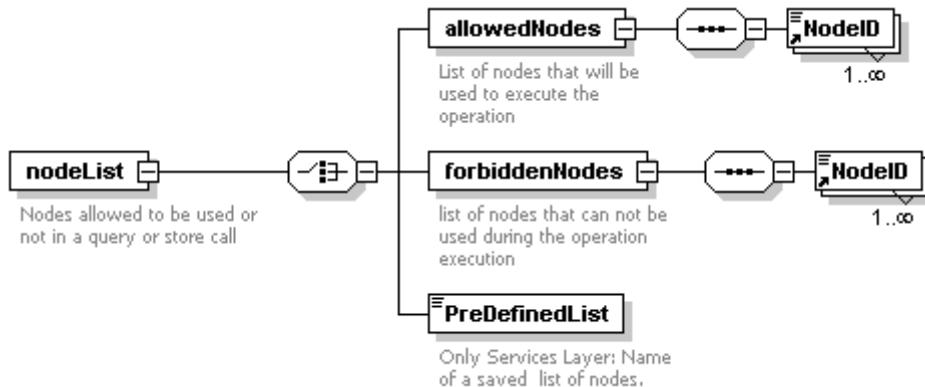 allowedNodes
NodeID
1..∞
List of nodes that will be
used to execute the
operation
nodeList
Nodes allowed to be used or
not in a query or store call
forbiddenNodes
NodeID
1..∞
list of nodes that can not be
used during the operation
execution
PreDefinedList
Only Services Layer: Name
of a saved list of nodes.